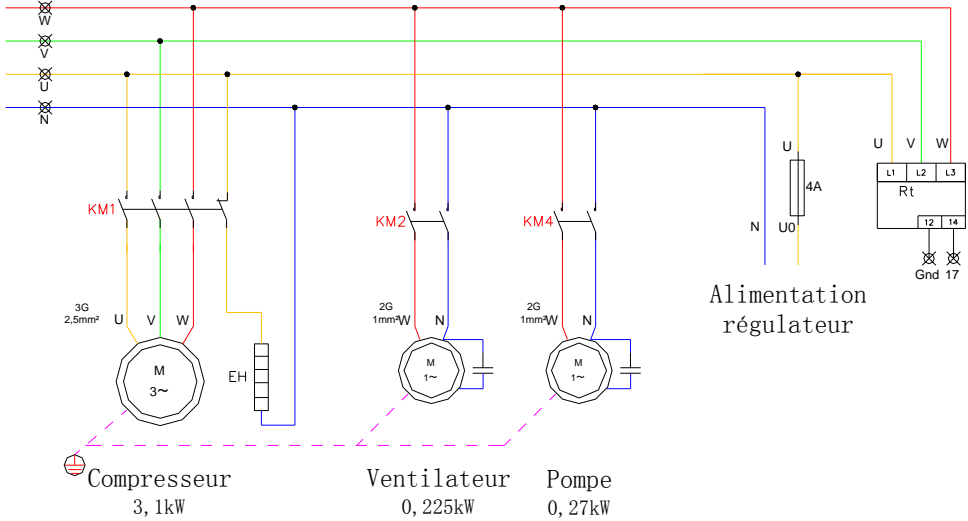 W
V
U
N
U V W
L1 L2 L3
Rt
12 14
Gnd 17
U
4A
U0
N
KM1
KM2
KM4
3G
2,5mm²
U V W
2G
1mm²
W N
2G
1mm²
W N
M
3~
EH
M
1~
M
1~
Alimentation
régulateur
Compresseur
3,1kW
Ventilateur
0,225kW
Pompe
0,27kW